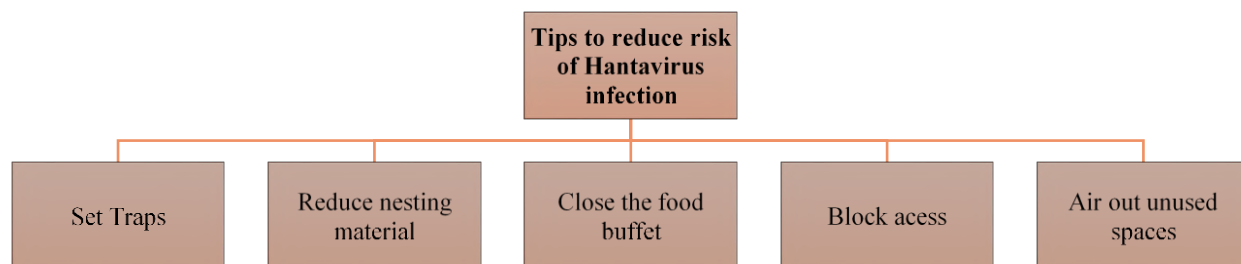 Tips to reduce risk
of Hantavirus
infection
Set Traps
Reduce nesting
material
Close the food
buffet
Block acess
Air out unused
spaces